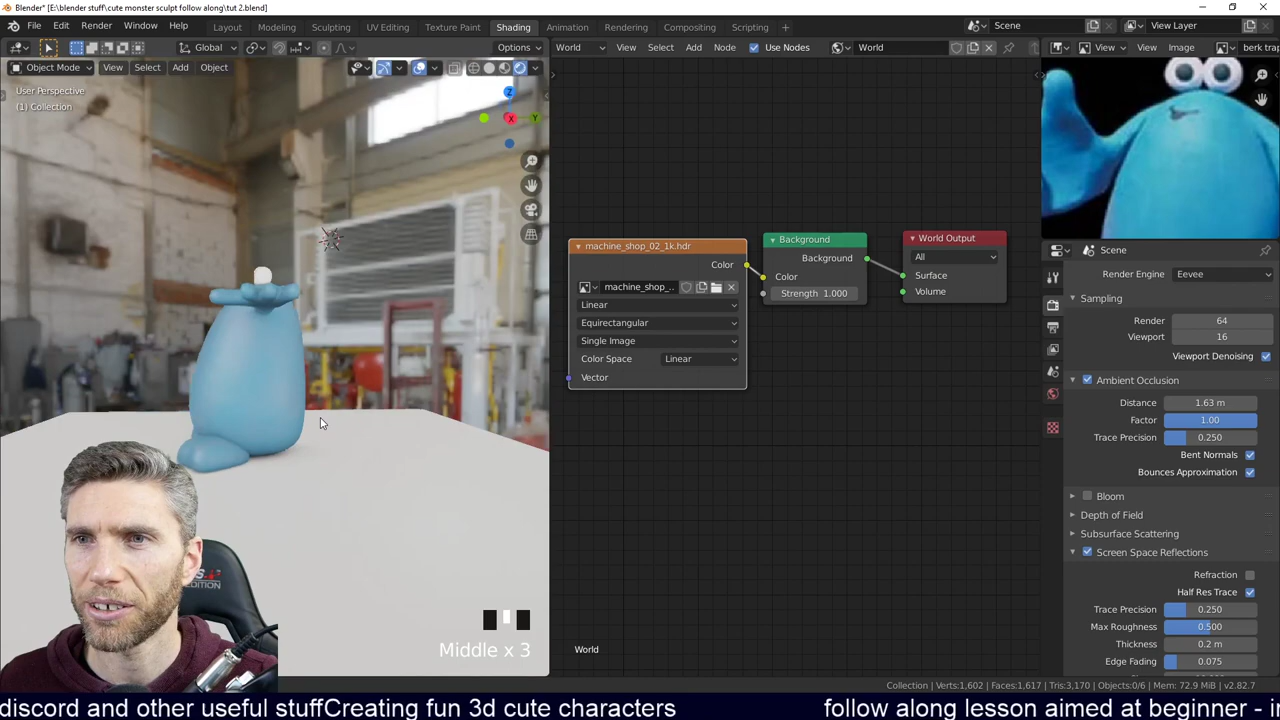 Blender* [E:\blender stuff\cute monster sculpt follow along\tut 2.blend]
File Edit Render Window Help
Layout Modeling Sculpting UV Editing Texture Paint Shading Animation Rendering Compositing Scripting
Scene
View Layer
Global
Options
World View Select Add Node Use Nodes World
View View Image berk trap
Object Mode View Select Add Object
User Perspective
(1) Collection
Z
X
Y
machine_shop_02_1k.hdr
Color
machine_shop_..
Linear
Equirectangular
Single Image
Color Space Linear
Vector
Background
Background
Color
Strength 1.000
World Output
All
Surface
Volume
World
Scene
Render Engine Eevee
Sampling
Render 64
Viewport 16
Viewport Denoising
Ambient Occlusion
Distance 1.63 m
Factor 1.00
Trace Precision 0.250
Bent Normals
Bounces Approximation
Bloom
Depth of Field
Subsurface Scattering
Screen Space Reflections
Refraction
Half Res Trace
Trace Precision 0.250
Max Roughness 0.500
Thickness 0.2 m
Edge Fading 0.075
Middle x 3
EDITION
Collection | Verts:1,602 | Faces:1,617 | Tris:3,170 | Objects:0/6 | Mem: 72.9 MiB | v2.82.7
discord and other useful stuffCreating fun 3d cute characters follow along lesson aimed at beginner - i